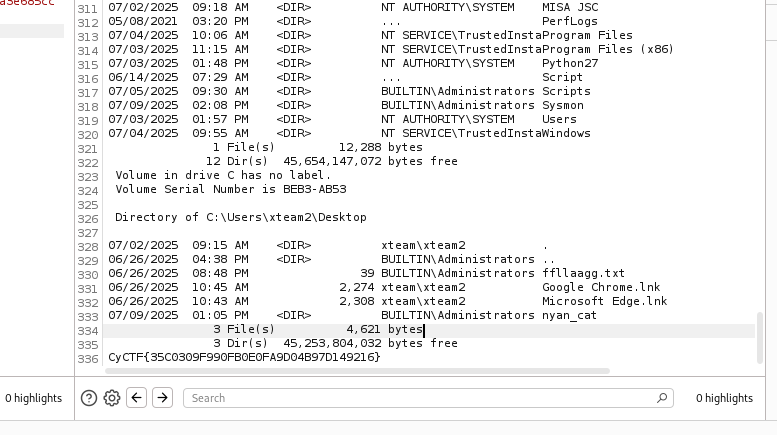 a3e685cc
311 07/02/2025  09:18 AM    <DIR>          NT AUTHORITY\SYSTEM    MISA JSC
312 05/08/2021  03:20 PM    <DIR>          ...                    PerfLogs
313 07/04/2025  10:06 AM    <DIR>          NT SERVICE\TrustedInstaProgram Files
314 07/03/2025  11:15 AM    <DIR>          NT SERVICE\TrustedInstaProgram Files (x86)
315 07/03/2025  01:48 PM    <DIR>          NT AUTHORITY\SYSTEM    Python27
316 06/14/2025  07:29 AM    <DIR>          ...                    Script
317 07/05/2025  09:30 AM    <DIR>          BUILTIN\Administrators Scripts
318 07/09/2025  02:08 PM    <DIR>          BUILTIN\Administrators Sysmon
319 07/03/2025  01:57 PM    <DIR>          NT AUTHORITY\SYSTEM    Users
320 07/04/2025  09:55 AM    <DIR>          NT SERVICE\TrustedInstaWindows
321                1 File(s)         12,288 bytes
322               12 Dir(s)  45,654,147,072 bytes free
323  Volume in drive C has no label.
324  Volume Serial Number is BEB3-AB53
325
326  Directory of C:\Users\xteam2\Desktop
327
328 07/02/2025  09:15 AM    <DIR>          xteam\xteam2           .
329 06/26/2025  04:38 PM    <DIR>          BUILTIN\Administrators ..
330 06/26/2025  08:48 PM                39 BUILTIN\Administrators ffllaagg.txt
331 06/26/2025  10:45 AM             2,274 xteam\xteam2           Google Chrome.lnk
332 06/26/2025  10:43 AM             2,308 xteam\xteam2           Microsoft Edge.lnk
333 07/09/2025  01:05 PM    <DIR>          BUILTIN\Administrators nyan_cat
334                3 File(s)          4,621 bytes
335                3 Dir(s)  45,253,804,032 bytes free
336 CyCTF{35C0309F990FB0E0FA9D04B97D149216}
0 highlights
Search
0 highlights